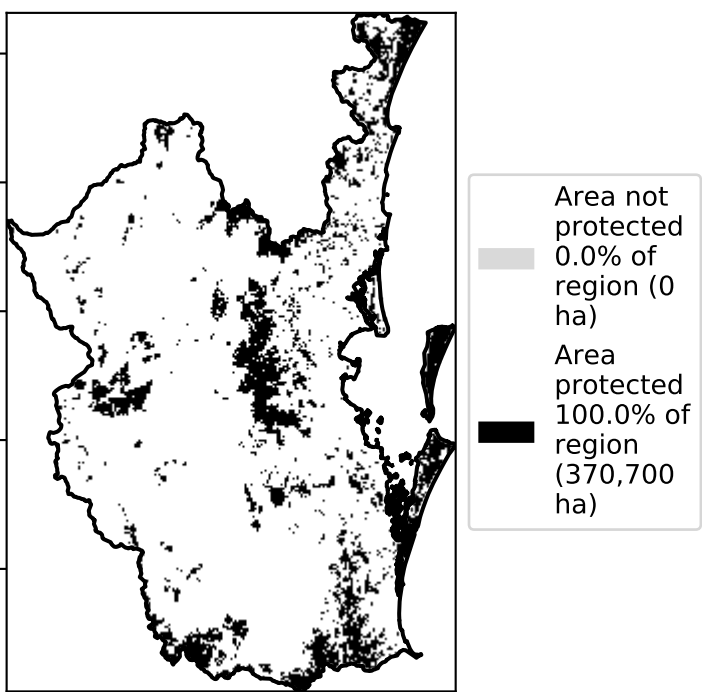 Area not
protected
0.0% of
region (0
ha)
Area
protected
100.0% of
region
(370,700
ha)